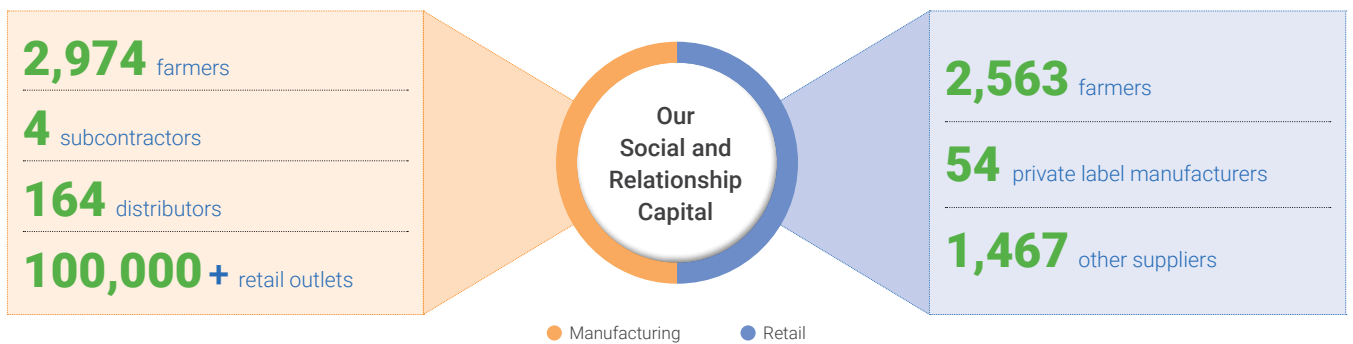 2,974 farmers
4 subcontractors
164 distributors
100,000+ retail outlets
Our
Social and
Relationship
Capital
2,563 farmers
54 private label manufacturers
1,467 other suppliers
Manufacturing
Retail